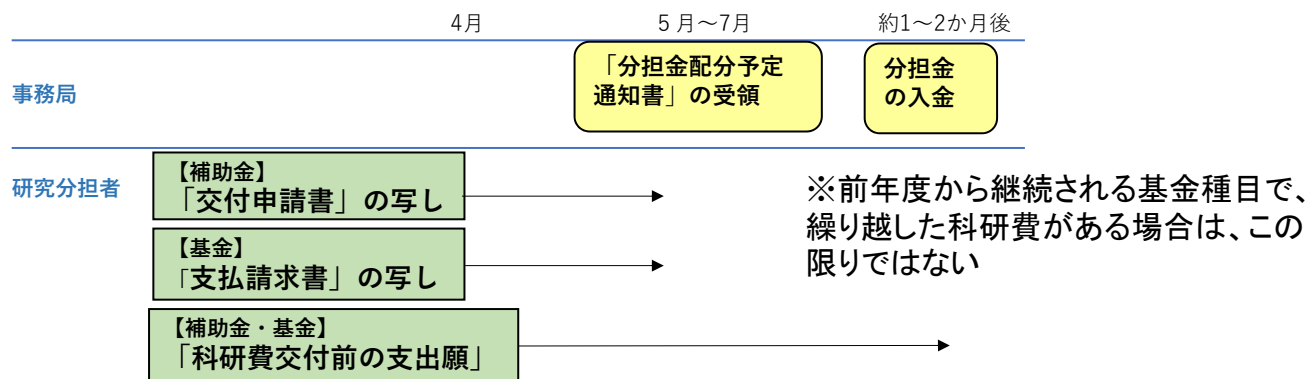 4月
5月～7月
約1～2か月後
事務局
「分担金配分予定
通知書」の受領
分担金
の入金
研究分担者
【補助金】
「交付申請書」の写し
【基金】
「支払請求書」の写し
【補助金・基金】
「科研費交付前の支出願」
※前年度から継続される基金種目で、
繰り越した科研費がある場合は、この
限りではない